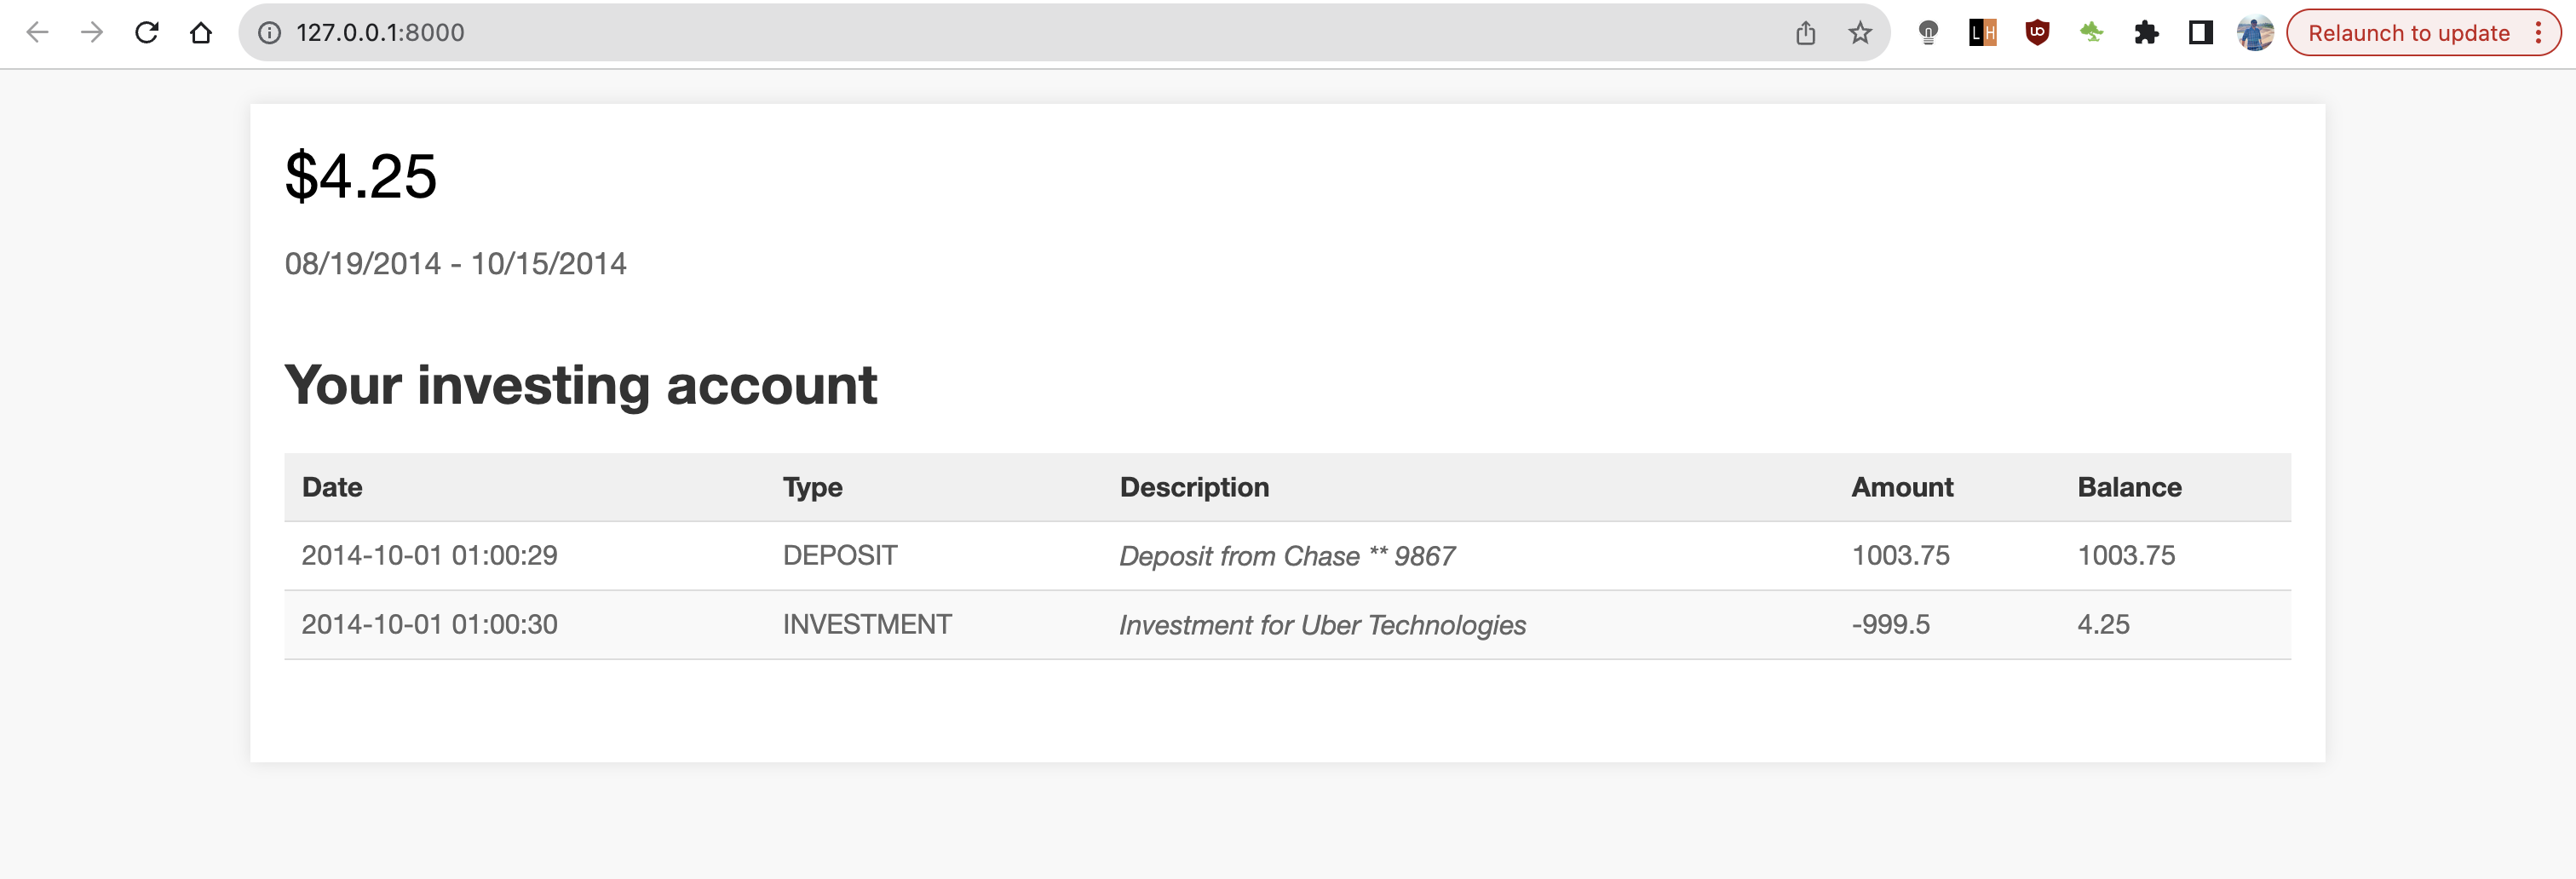 127.0.0.1:8000
LH
UO
Relaunch to update
$4.25
08/19/2014 - 10/15/2014
Your investing account
Date Type Description Amount Balance
2014-10-01 01:00:29 DEPOSIT Deposit from Chase ** 9867 1003.75 1003.75
2014-10-01 01:00:30 INVESTMENT Investment for Uber Technologies -999.5 4.25